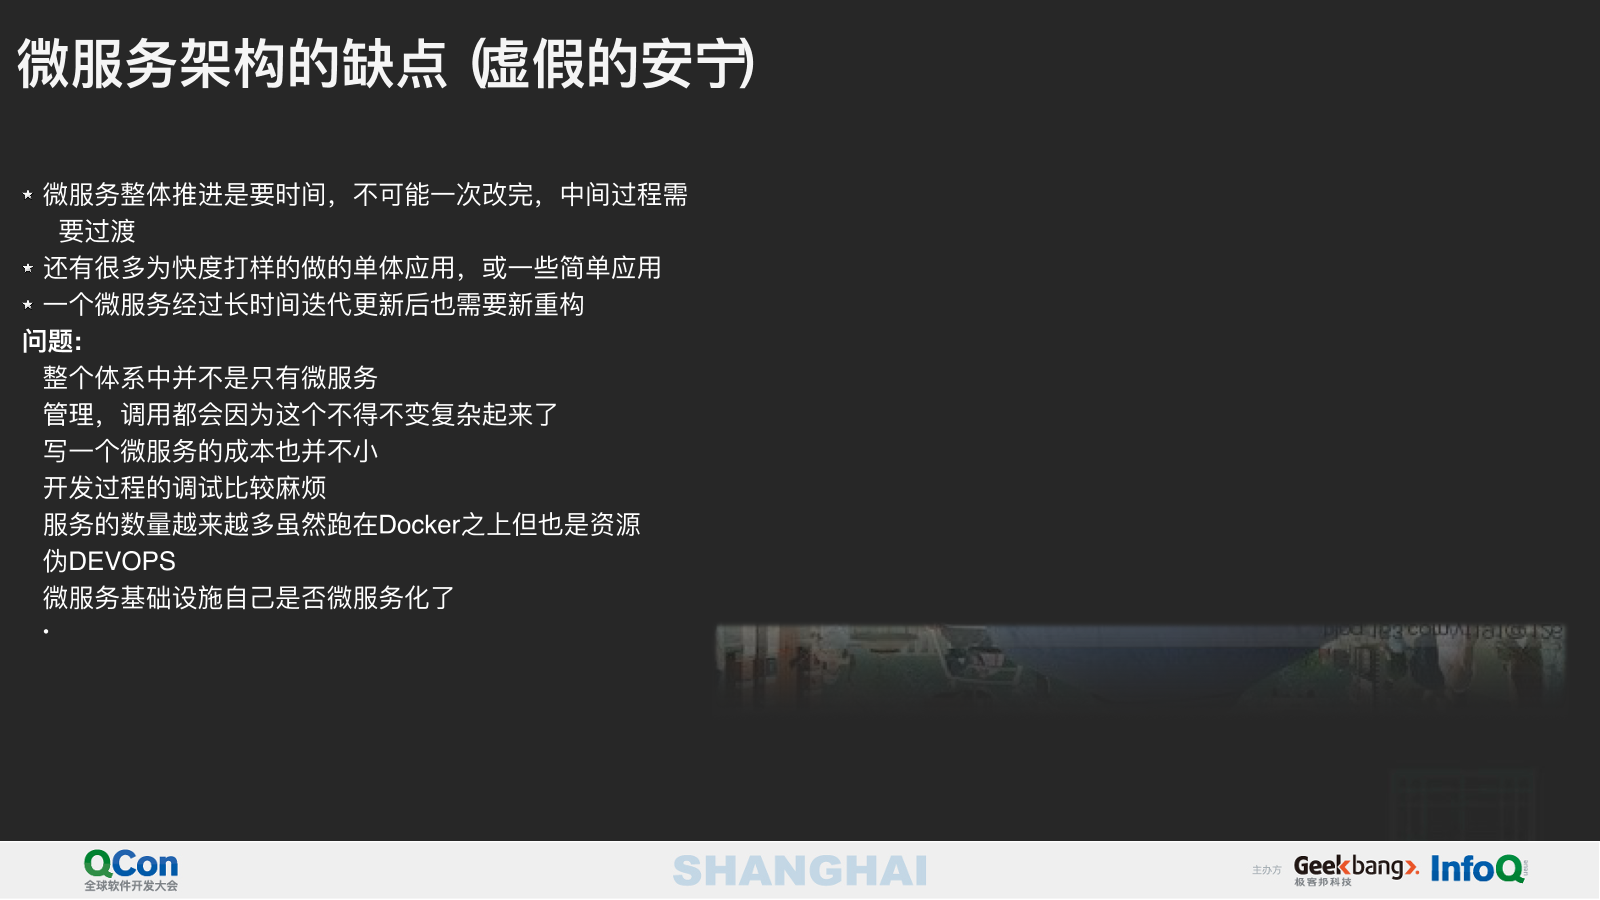 微服务架构的缺点 (虚假的安宁)
★ 微服务整体推进是要时间，不可能一次改完，中间过程需
要过渡
★ 还有很多为快度打样的做的单体应用，或一些简单应用
★ 一个微服务经过长时间迭代更新后也需要新重构
问题:
整个体系中并不是只有微服务
管理，调用都会因为这个不得不变复杂起来了
写一个微服务的成本也并不小
开发过程的调试比较麻烦
服务的数量越来越多虽然跑在Docker之上但也是资源
伪DEVOPS
微服务基础设施自己是否微服务化了
•
QCon
全球软件开发大会
SHANGHAI
主办方
Geekbang
极客邦科技
InfoQ